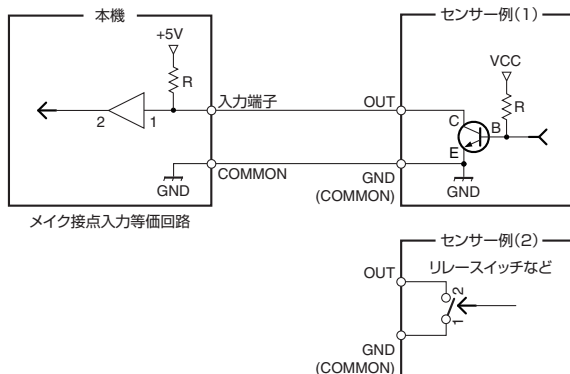 本機
+5V
R
2
1
入力端子
COMMON
GND
メイク接点入力等価回路
センサー例(1)
VCC
R
OUT
C
B
E
GND
(COMMON)
GND
センサー例(2)
リレースイッチなど
OUT
2
1
GND
(COMMON)